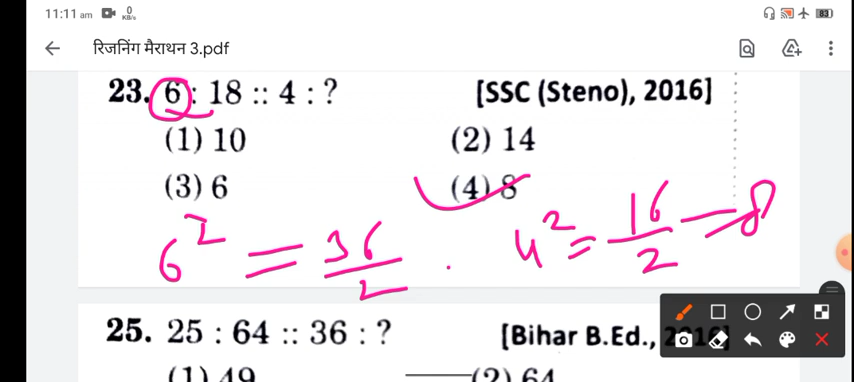 11:11 am 0 KB/s 83
रिजनिंग मैराथन 3.pdf
23. 6 : 18 :: 4 : ? [SSC (Steno), 2016]
(1) 10 (2) 14
(3) 6 (4) 8
6² = 36/2 . 4² = 16/2 = 8
25. 25 : 64 :: 36 : ? [Bihar B.Ed., 2016]
(1) 49 (2) 64